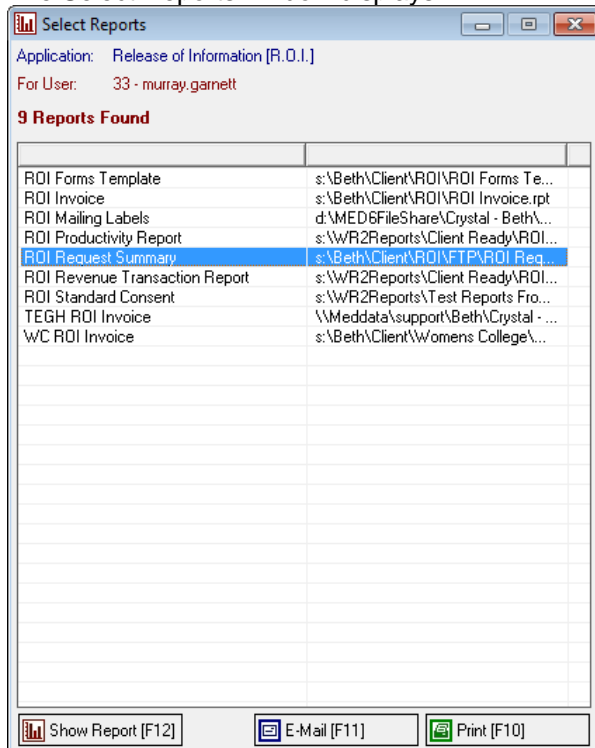 Select Reports
Application: Release of Information [R.O.I.]
For User: 33 - murray.garnett
9 Reports Found
ROI Forms Template s:\Beth\Client\ROI\ROI Forms Te...
ROI Invoice s:\Beth\Client\ROI\ROI Invoice.rpt
ROI Mailing Labels d:\MED6FileShare\Crystal - Beth\...
ROI Productivity Report s:\WR2Reports\Client Ready\ROI...
ROI Request Summary s:\Beth\Client\ROI\FTP\ROI Req...
ROI Revenue Transaction Report s:\WR2Reports\Client Ready\ROI...
ROI Standard Consent s:\WR2Reports\Test Reports Fro...
TEGH ROI Invoice \\Meddata\support\Beth\Crystal - ...
WC ROI Invoice s:\Beth\Client\Womens College\...
Show Report [F12] E-Mail [F11] Print [F10]